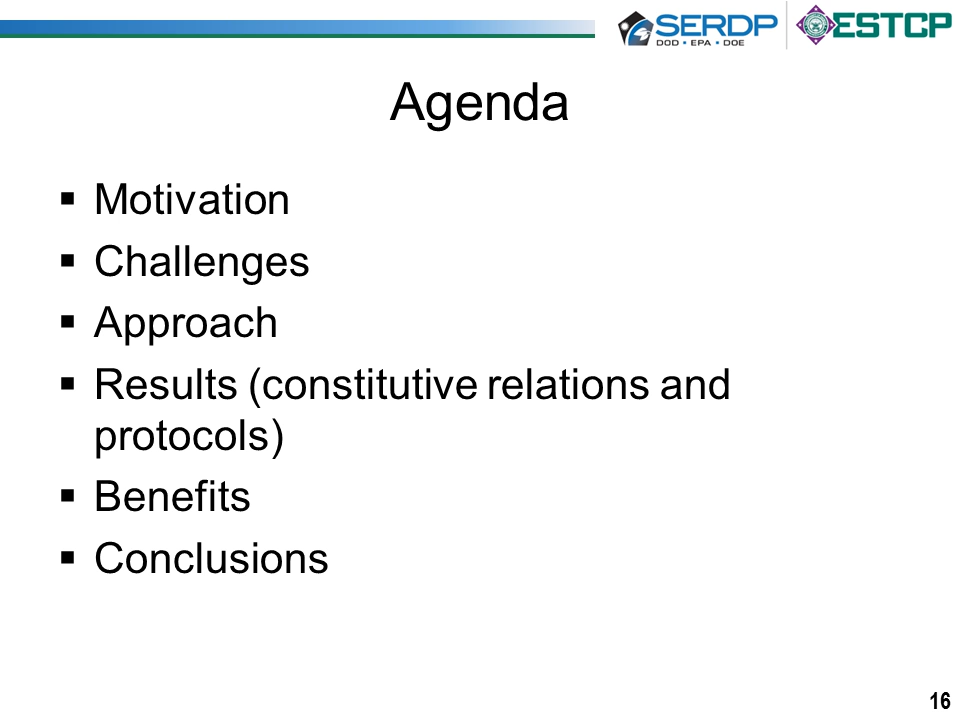 SERDP
DOD • EPA • DOE
ESTCP
Agenda
▪ Motivation
▪ Challenges
▪ Approach
▪ Results (constitutive relations and
protocols)
▪ Benefits
▪ Conclusions
16